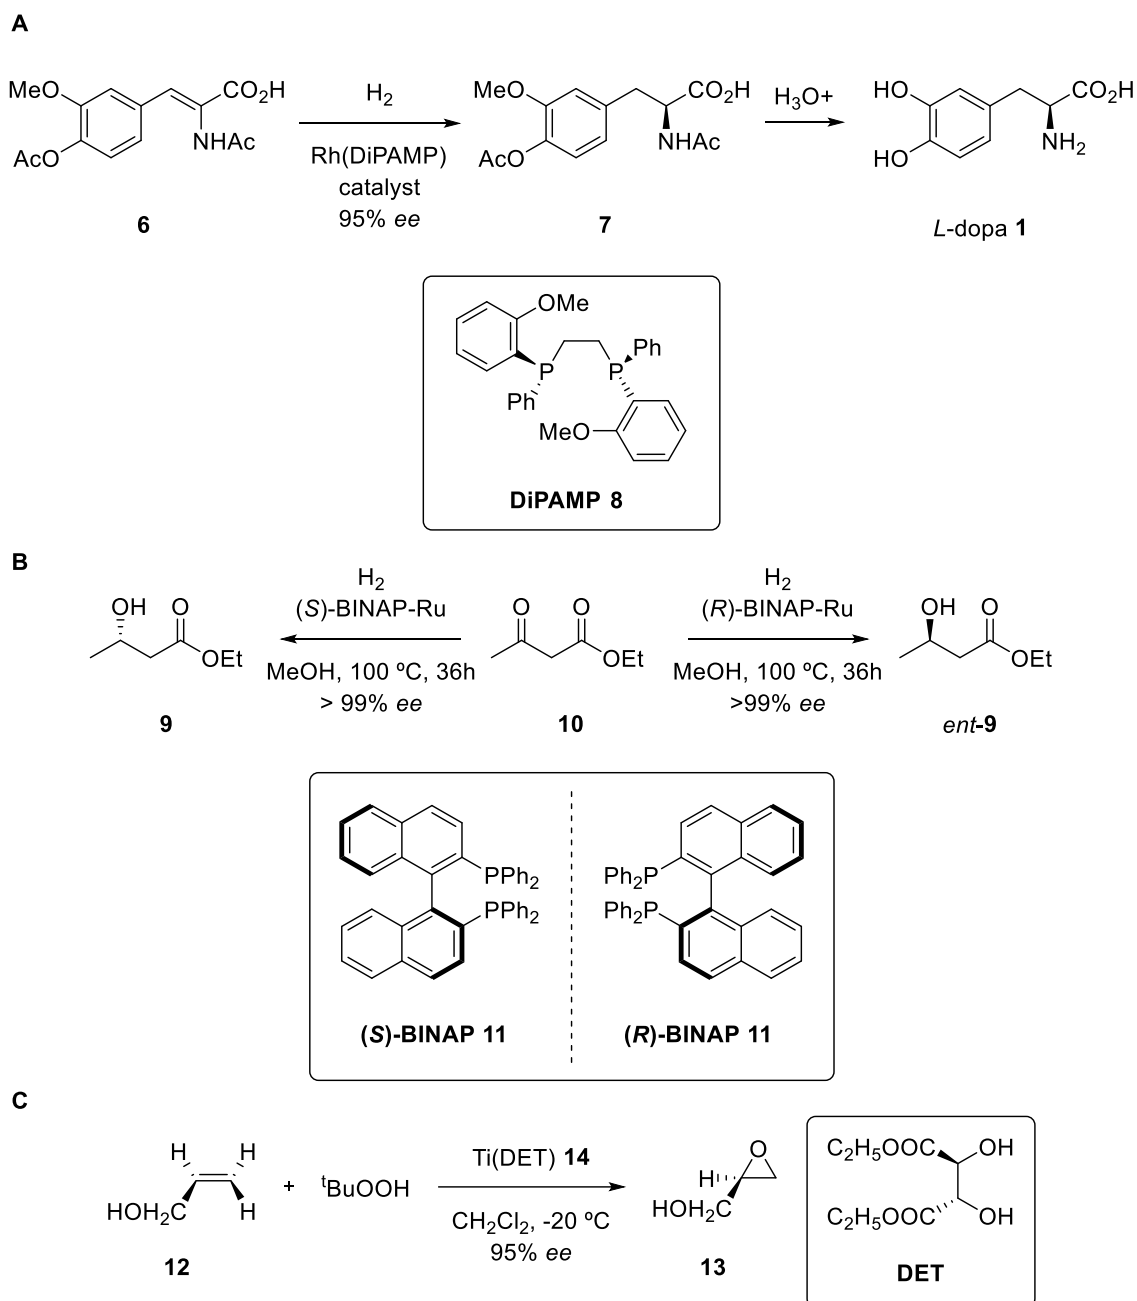 A
MeO
CO2H
NHAc
AcO
6
H2
Rh(DiPAMP)
catalyst
95% ee
MeO
CO2H
NHAc
AcO
7
H3O+
HO
CO2H
NH2
HO
L-dopa 1
OMe
P
P
Ph
Ph
MeO
DiPAMP 8
B
OH
O
OEt
9
H2
(S)-BINAP-Ru
MeOH, 100 ºC, 36h
> 99% ee
O
O
OEt
10
H2
(R)-BINAP-Ru
MeOH, 100 ºC, 36h
>99% ee
OH
O
OEt
ent-9
PPh2
PPh2
(S)-BINAP 11
Ph2P
Ph2P
(R)-BINAP 11
C
H
H
HOH2C
H
12
+
tBuOOH
Ti(DET) 14
CH2Cl2, -20 ºC
95% ee
O
H
HOH2C
13
C2H5OOC
OH
C2H5OOC
OH
DET